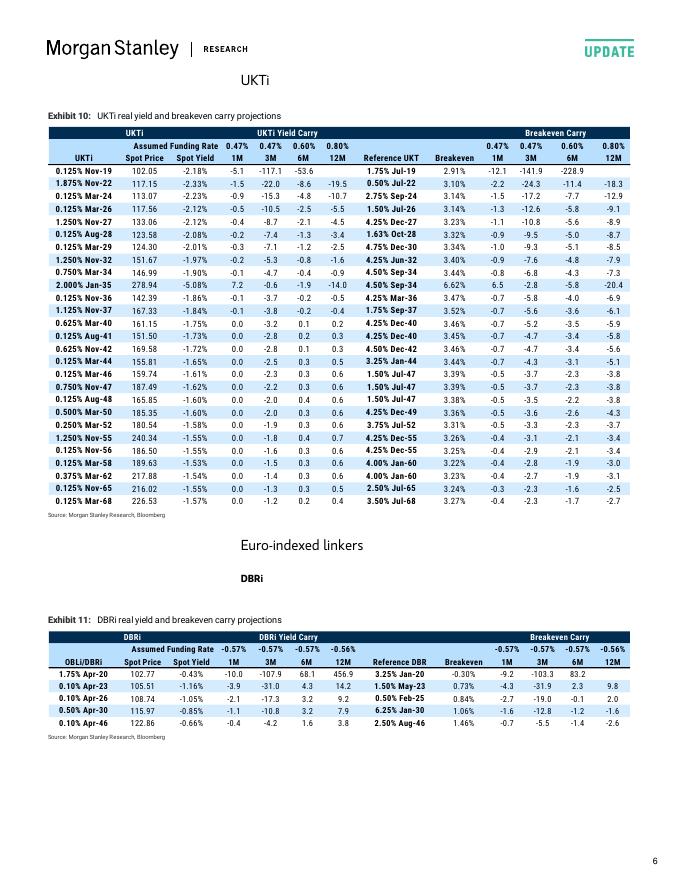 Morgan Stanley | RESEARCH
UPDATE
UKTi
Exhibit 10: UKTi real yield and breakeven carry projections
UKTi UKTi Yield Carry Breakeven Carry
Assumed Funding Rate 0.47% 0.47% 0.60% 0.80% 0.47% 0.47% 0.60% 0.80%
UKTi Spot Price Spot Yield 1M 3M 6M 12M Reference UKT Breakeven 1M 3M 6M 12M
0.125% Nov-19 102.05 -2.18% -5.1 -117.1 -53.6 1.75% Jul-19 2.91% -12.1 -141.9 -228.9
1.875% Nov-22 117.15 -2.33% -1.5 -22.0 -8.6 -19.5 0.50% Jul-22 3.10% -2.2 -24.3 -11.4 -18.3
0.125% Mar-24 113.07 -2.23% -0.9 -15.3 -4.8 -10.7 2.75% Sep-24 3.14% -1.5 -17.2 -7.7 -12.9
0.125% Mar-26 117.56 -2.12% -0.5 -10.5 -2.5 -5.5 1.50% Jul-26 3.14% -1.3 -12.6 -5.8 -9.1
1.250% Nov-27 133.06 -2.12% -0.4 -8.7 -2.1 -4.5 4.25% Dec-27 3.23% -1.1 -10.8 -5.6 -8.9
0.125% Aug-28 123.58 -2.08% -0.2 -7.4 -1.3 -3.4 1.63% Oct-28 3.32% -0.9 -9.5 -5.0 -8.7
0.125% Mar-29 124.30 -2.01% -0.3 -7.1 -1.2 -2.5 4.75% Dec-30 3.34% -1.0 -9.3 -5.1 -8.5
1.250% Nov-32 151.67 -1.97% -0.2 -5.3 -0.8 -1.6 4.25% Jun-32 3.40% -0.9 -7.6 -4.8 -7.9
0.750% Mar-34 146.99 -1.90% -0.1 -4.7 -0.4 -0.9 4.50% Sep-34 3.44% -0.8 -6.8 -4.3 -7.3
2.000% Jan-35 278.94 -5.08% 7.2 -0.6 -1.9 -14.0 4.50% Sep-34 6.62% 6.5 -2.8 -5.8 -20.4
0.125% Nov-36 142.39 -1.86% -0.1 -3.7 -0.2 -0.5 4.25% Mar-36 3.47% -0.7 -5.8 -4.0 -6.9
1.125% Nov-37 167.33 -1.84% -0.1 -3.8 -0.2 -0.4 1.75% Sep-37 3.52% -0.7 -5.6 -3.6 -6.1
0.625% Mar-40 161.15 -1.75% 0.0 -3.2 0.1 0.2 4.25% Dec-40 3.46% -0.7 -5.2 -3.5 -5.9
0.125% Aug-41 151.50 -1.73% 0.0 -2.8 0.2 0.3 4.25% Dec-40 3.45% -0.7 -4.7 -3.4 -5.8
0.625% Nov-42 169.58 -1.72% 0.0 -2.8 0.1 0.3 4.50% Dec-42 3.46% -0.7 -4.7 -3.4 -5.6
0.125% Mar-44 155.81 -1.65% 0.0 -2.5 0.3 0.5 3.25% Jan-44 3.44% -0.7 -4.3 -3.1 -5.1
0.125% Mar-46 159.74 -1.61% 0.0 -2.3 0.3 0.6 1.50% Jul-47 3.39% -0.5 -3.7 -2.3 -3.8
0.750% Nov-47 187.49 -1.62% 0.0 -2.2 0.3 0.6 1.50% Jul-47 3.39% -0.5 -3.7 -2.3 -3.8
0.125% Aug-48 165.85 -1.60% 0.0 -2.0 0.4 0.6 1.50% Jul-47 3.38% -0.5 -3.5 -2.2 -3.8
0.500% Mar-50 185.35 -1.60% 0.0 -2.0 0.3 0.6 4.25% Dec-49 3.36% -0.5 -3.6 -2.6 -4.3
0.250% Mar-52 180.54 -1.58% 0.0 -1.9 0.3 0.6 3.75% Jul-52 3.31% -0.5 -3.3 -2.3 -3.7
1.250% Nov-55 240.34 -1.55% 0.0 -1.8 0.4 0.7 4.25% Dec-55 3.26% -0.4 -3.1 -2.1 -3.4
0.125% Nov-56 186.50 -1.55% 0.0 -1.6 0.3 0.6 4.25% Dec-55 3.25% -0.4 -2.9 -2.1 -3.4
0.125% Mar-58 189.63 -1.53% 0.0 -1.5 0.3 0.6 4.00% Jan-60 3.22% -0.4 -2.8 -1.9 -3.0
0.375% Mar-62 217.88 -1.54% 0.0 -1.4 0.3 0.6 4.00% Jan-60 3.23% -0.4 -2.7 -1.9 -3.1
0.125% Nov-65 216.02 -1.55% 0.0 -1.3 0.3 0.5 2.50% Jul-65 3.24% -0.3 -2.3 -1.6 -2.5
0.125% Mar-68 226.53 -1.57% 0.0 -1.2 0.2 0.4 3.50% Jul-68 3.27% -0.4 -2.3 -1.7 -2.7
Source: Morgan Stanley Research, Bloomberg
Euro-indexed linkers
DBRi
Exhibit 11: DBRi real yield and breakeven carry projections
DBRi DBRi Yield Carry Breakeven Carry
Assumed Funding Rate -0.57% -0.57% -0.57% -0.56% -0.57% -0.57% -0.57% -0.56%
OBLi/DBRi Spot Price Spot Yield 1M 3M 6M 12M Reference DBR Breakeven 1M 3M 6M 12M
1.75% Apr-20 102.77 -0.43% -10.0 -107.9 68.1 456.9 3.25% Jan-20 -0.30% -9.2 -103.3 83.2
0.10% Apr-23 105.51 -1.16% -3.9 -31.0 4.3 14.2 1.50% May-23 0.73% -4.3 -31.9 2.3 9.8
0.10% Apr-26 108.74 -1.05% -2.1 -17.3 3.2 9.2 0.50% Feb-25 0.84% -2.7 -19.0 -0.1 2.0
0.50% Apr-30 115.97 -0.85% -1.1 -10.8 3.2 7.9 6.25% Jan-30 1.06% -1.6 -12.8 -1.2 -1.6
0.10% Apr-46 122.86 -0.66% -0.4 -4.2 1.6 3.8 2.50% Aug-46 1.46% -0.7 -5.5 -1.4 -2.6
Source: Morgan Stanley Research, Bloomberg
6